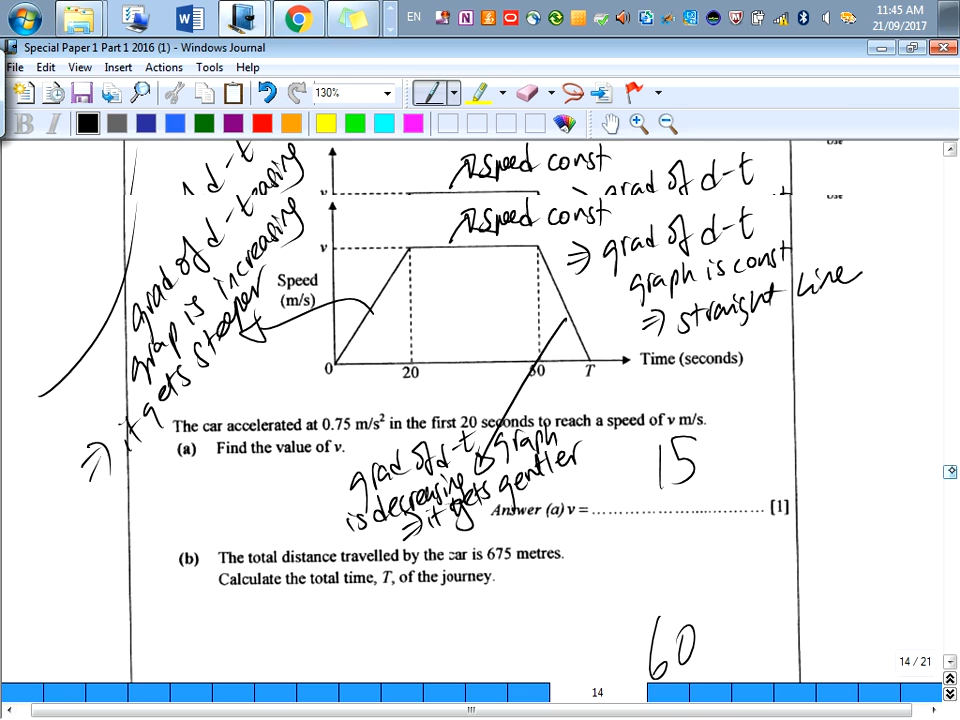 EN
11:45 AM
21/09/2017
Special Paper 1 Part 1 2016 (1) - Windows Journal
File Edit View Insert Actions Tools Help
130%
B I
d-t
speed const
grad of d-t
v
speed const
⇒ grad of d-t
graph is const
⇒ straight line
grad of d-t
grap is increasing
⇒ it gets steeper
v
Speed
(m/s)
0
20
50
T
Time (seconds)
The car accelerated at 0.75 m/s² in the first 20 seconds to reach a speed of v m/s.
(a) Find the value of v.
grad of d-t graph
is decreasing
⇒ it gets gentler
15
Answer (a) v = ……………………....………. [1]
(b) The total distance travelled by the car is 675 metres.
Calculate the total time, T, of the journey.
60
14 / 21
14